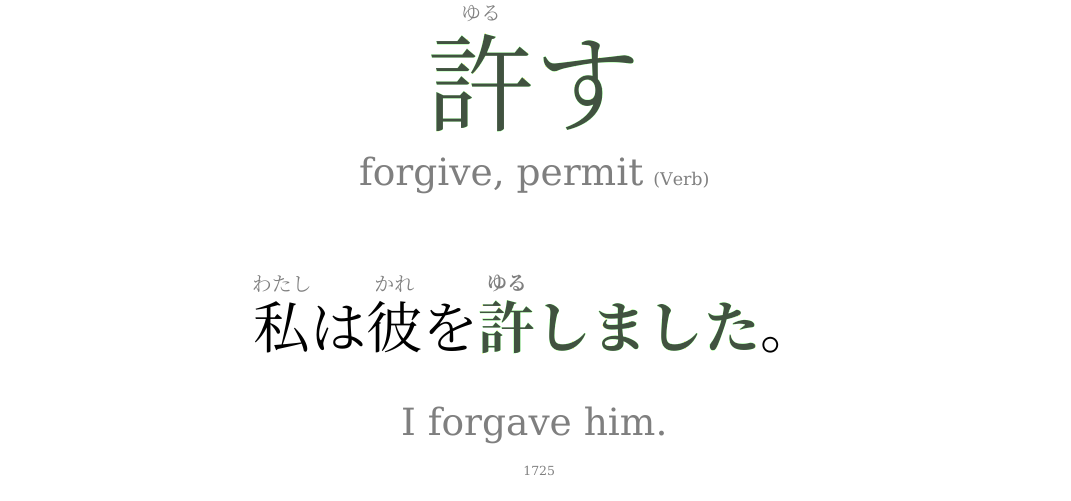 ゆる
許す
forgive, permit (Verb)
わたし かれ ゆる
私は彼を許しました。
I forgave him.
1725